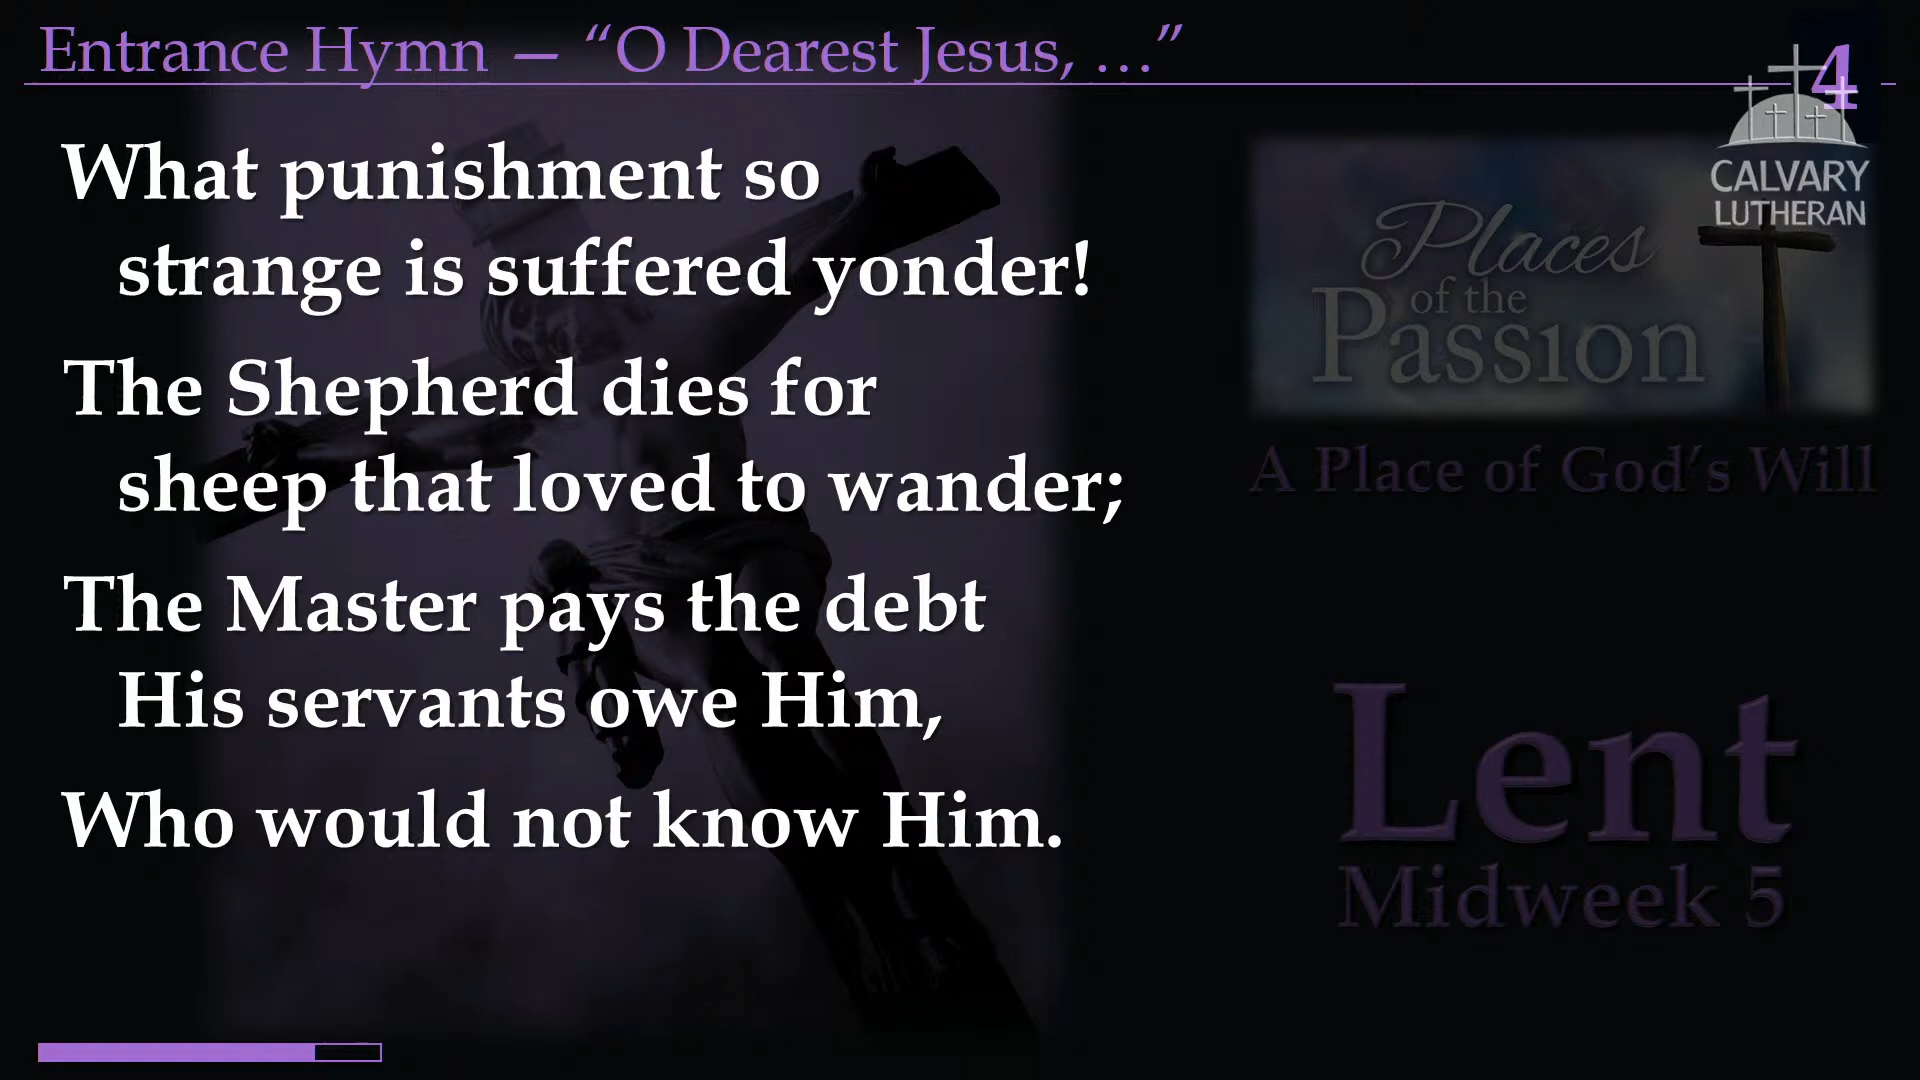 Entrance Hymn — “O Dearest Jesus, …”
4
CALVARY
LUTHERAN
What punishment so
strange is suffered yonder!
The Shepherd dies for
sheep that loved to wander;
The Master pays the debt
His servants owe Him,
Who would not know Him.
Places
of the
Passion
A Place of God’s Will
Lent
Midweek 5